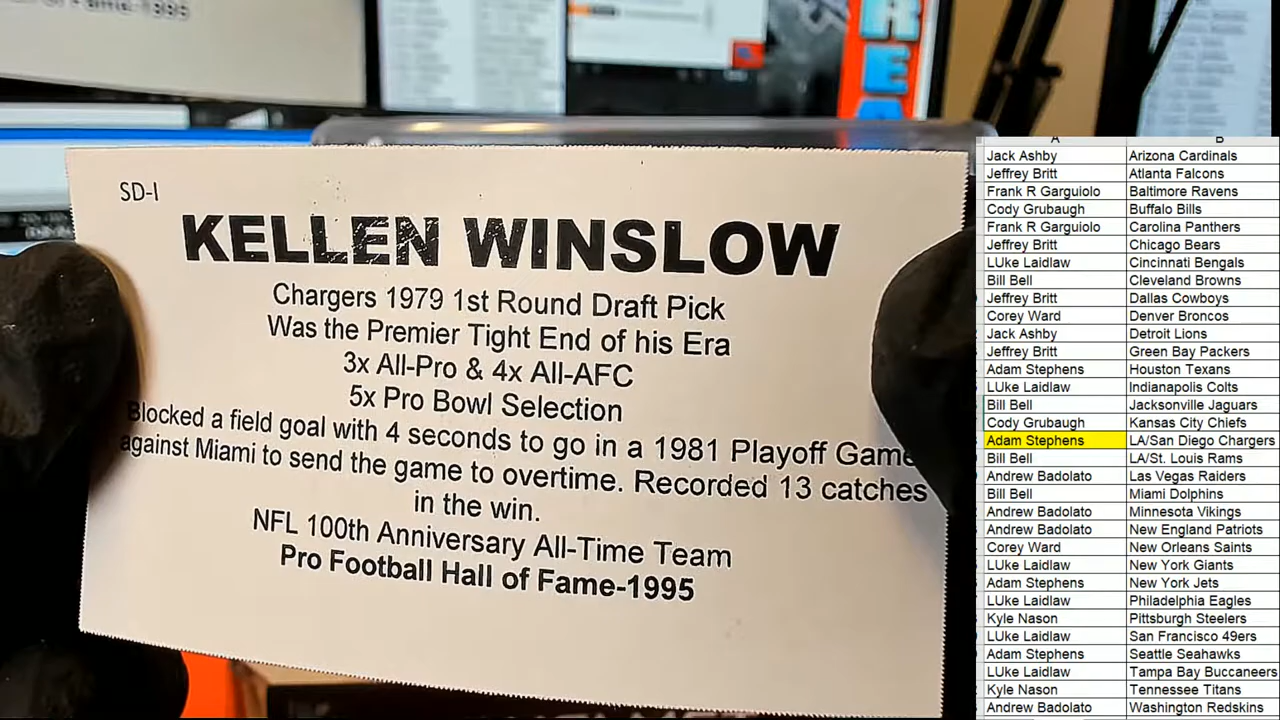 of Fame-1995
REA
SD-I
KELLEN WINSLOW
Chargers 1979 1st Round Draft Pick
Was the Premier Tight End of his Era
3x All-Pro & 4x All-AFC
5x Pro Bowl Selection
Blocked a field goal with 4 seconds to go in a 1981 Playoff Game
against Miami to send the game to overtime. Recorded 13 catches
in the win.
NFL 100th Anniversary All-Time Team
Pro Football Hall of Fame-1995
A B
Jack Ashby Arizona Cardinals
Jeffrey Britt Atlanta Falcons
Frank R Garguiolo Baltimore Ravens
Cody Grubaugh Buffalo Bills
Frank R Garguiolo Carolina Panthers
Jeffrey Britt Chicago Bears
LUke Laidlaw Cincinnati Bengals
Bill Bell Cleveland Browns
Jeffrey Britt Dallas Cowboys
Corey Ward Denver Broncos
Jack Ashby Detroit Lions
Jeffrey Britt Green Bay Packers
Adam Stephens Houston Texans
LUke Laidlaw Indianapolis Colts
Bill Bell Jacksonville Jaguars
Cody Grubaugh Kansas City Chiefs
Adam Stephens LA/San Diego Chargers
Bill Bell LA/St. Louis Rams
Andrew Badolato Las Vegas Raiders
Bill Bell Miami Dolphins
Andrew Badolato Minnesota Vikings
Andrew Badolato New England Patriots
Corey Ward New Orleans Saints
LUke Laidlaw New York Giants
Adam Stephens New York Jets
LUke Laidlaw Philadelphia Eagles
Kyle Nason Pittsburgh Steelers
LUke Laidlaw San Francisco 49ers
Adam Stephens Seattle Seahawks
LUke Laidlaw Tampa Bay Buccaneers
Kyle Nason Tennessee Titans
Andrew Badolato Washington Redskins